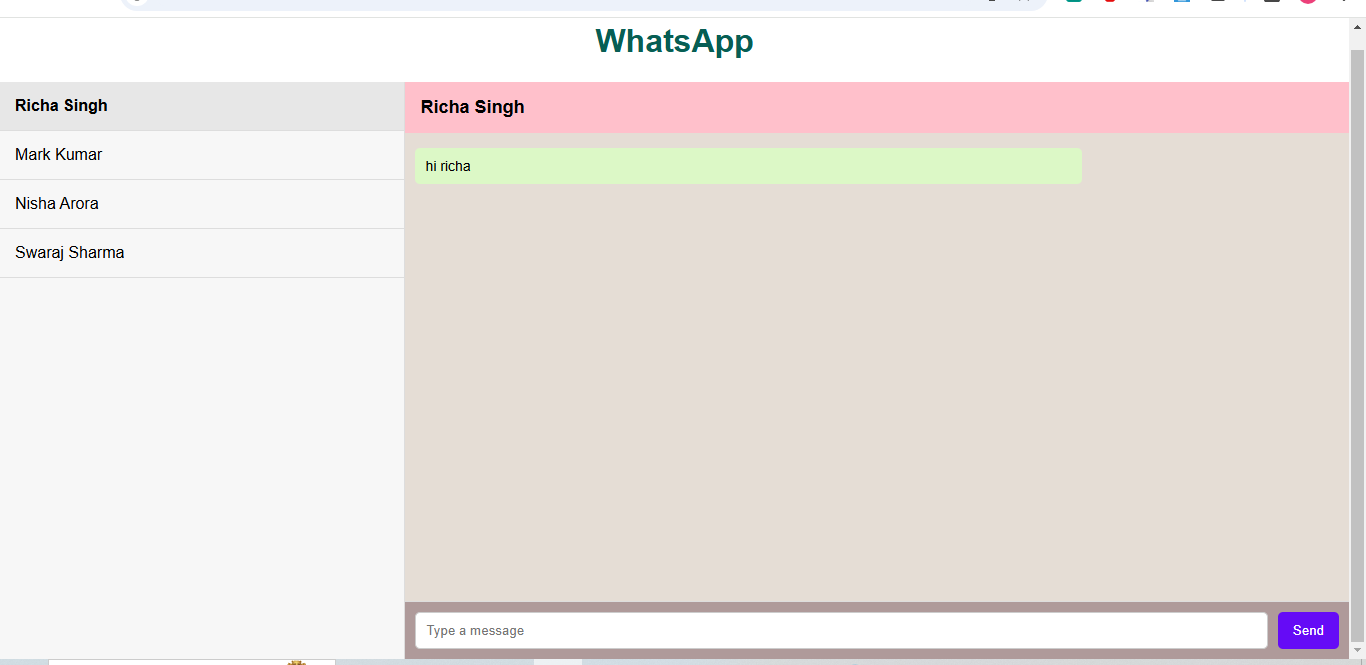 WhatsApp
Richa Singh
Mark Kumar
Nisha Arora
Swaraj Sharma
Richa Singh
hi richa
Type a message
Send